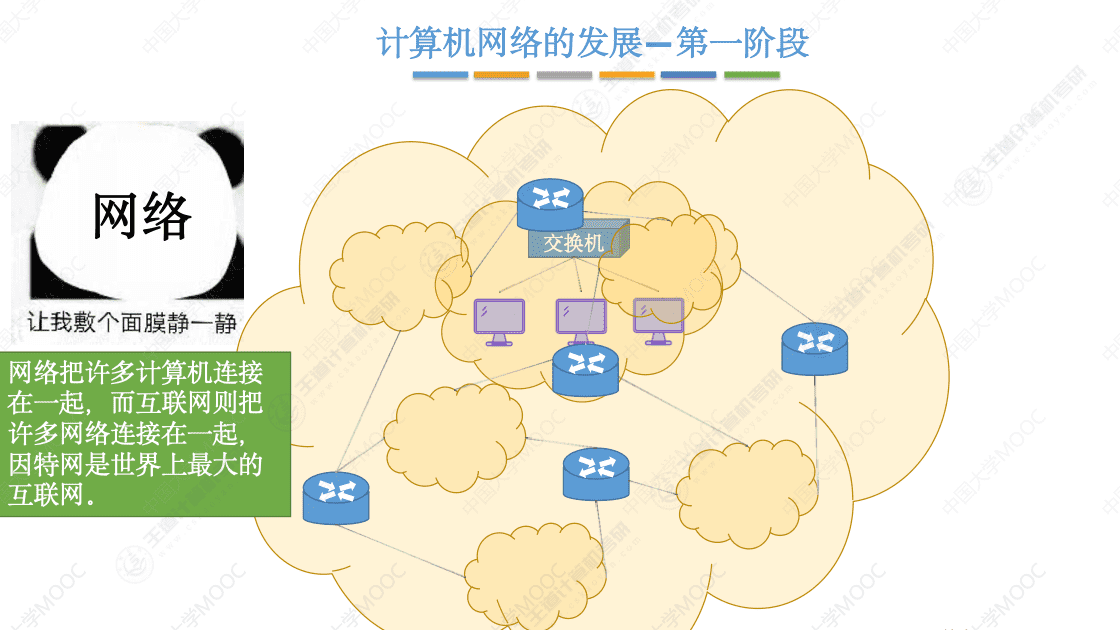 计算机网络的发展—第一阶段
网络
让我敷个面膜静一静
交换机
网络把许多计算机连接
在一起，而互联网则把
许多网络连接在一起，
因特网是世界上最大的
互联网．
中国大学MOOC
王道计算机考研